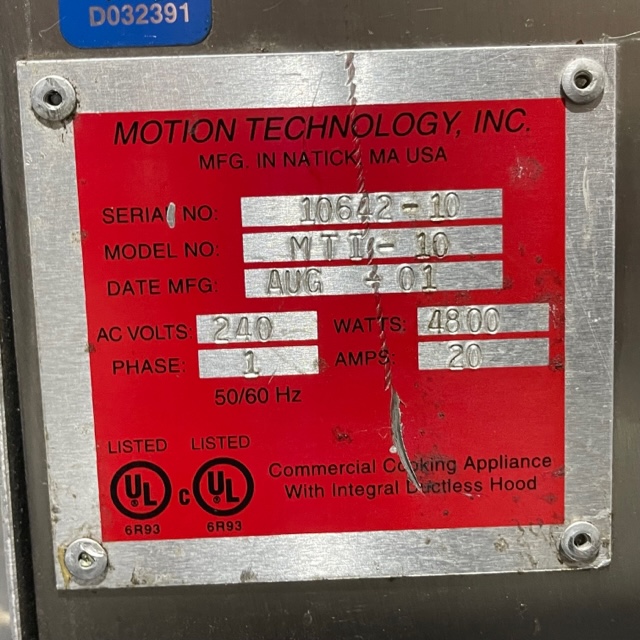 D032391
MOTION TECHNOLOGY, INC.
MFG. IN NATICK, MA USA
SERIAL NO: 10642-10
MODEL NO: MTI-10
DATE MFG: AUG - 01
AC VOLTS: 240 WATTS: 4800
PHASE: 1 AMPS: 20
50/60 Hz
LISTED LISTED
UL c UL
6R93 6R93
Commercial Cooking Appliance
With Integral Ductless Hood